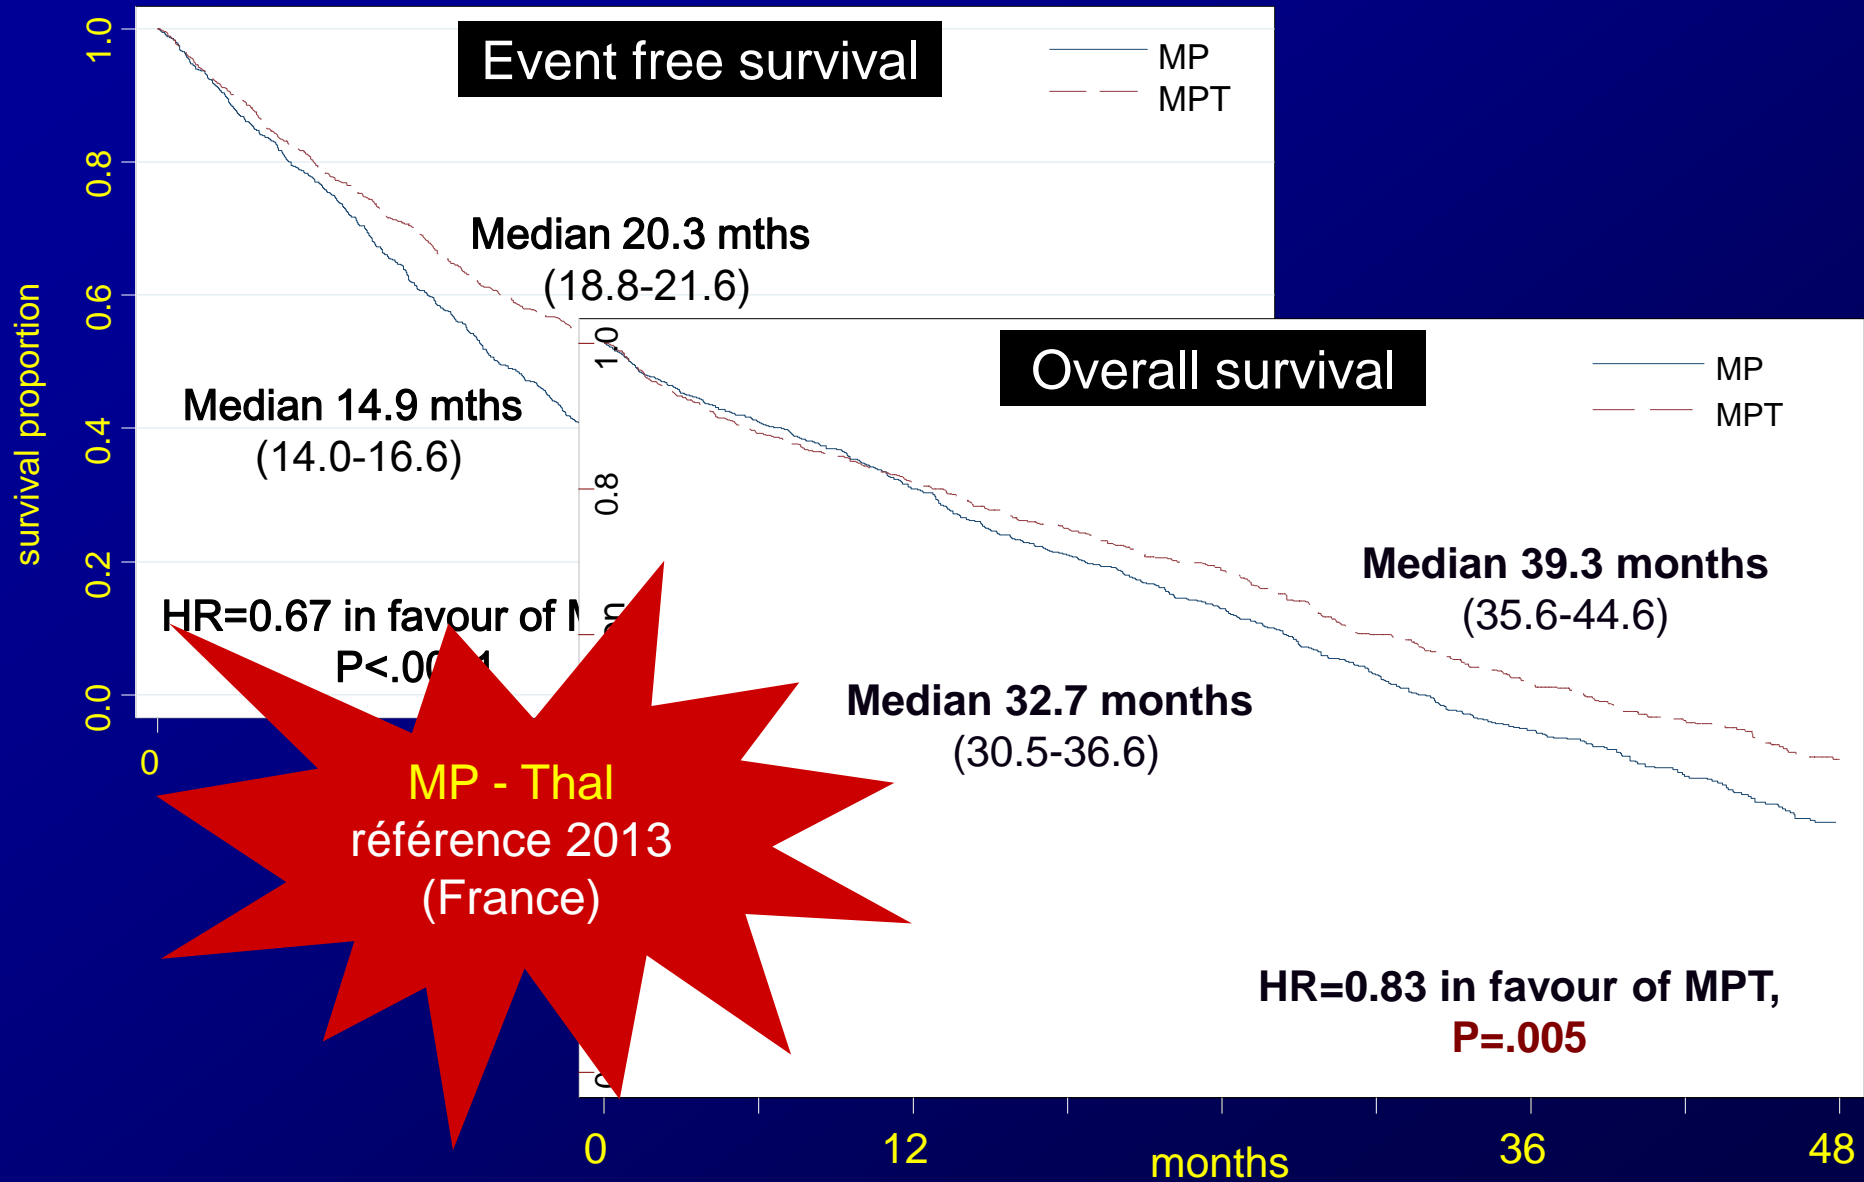 Event free survival
MP
MPT
1.0
0.8
0.6
0.4
0.2
0.0
survival proportion
Median 20.3 mths
(18.8-21.6)
Median 14.9 mths
(14.0-16.6)
HR=0.67 in favour of
0
Overall survival
MP
MPT
1.0
0.8
Median 39.3 months
(35.6-44.6)
Median 32.7 months
(30.5-36.6)
HR=0.83 in favour of MPT,
P=.005
0
12
months
36
48
MP - Thal
référence 2013
(France)